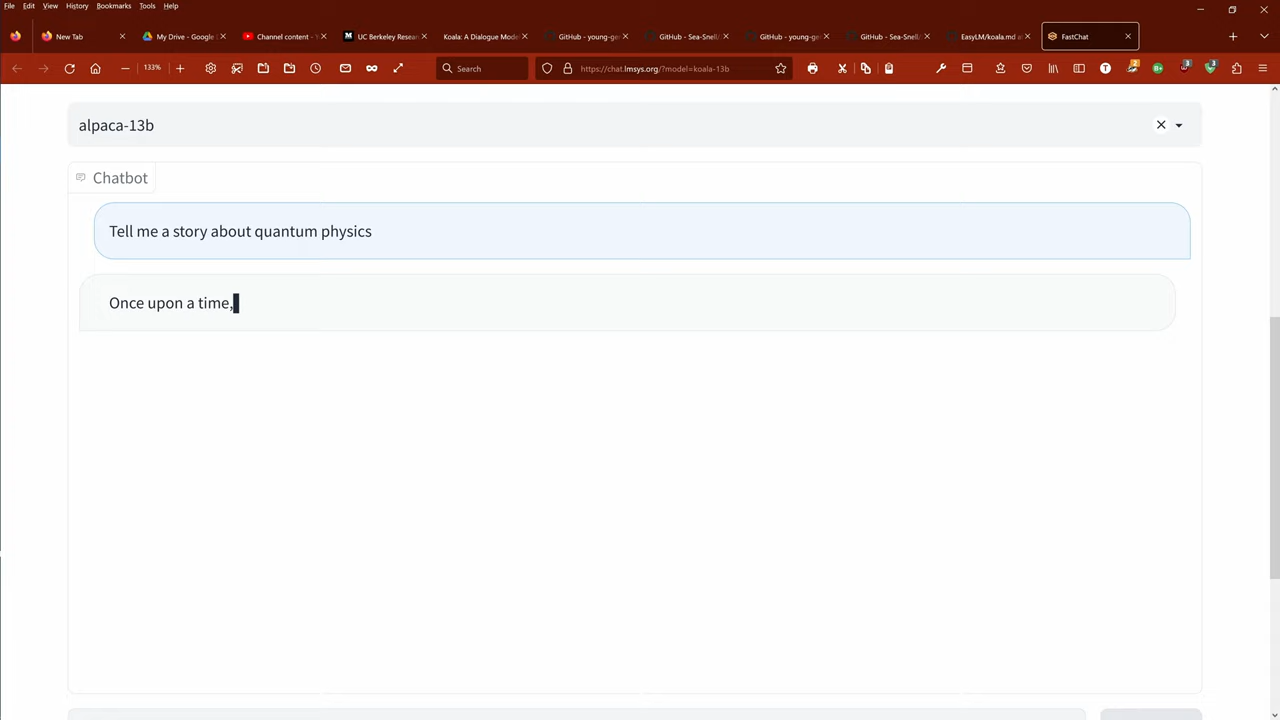 File Edit View History Bookmarks Tools Help
New Tab
My Drive - Google
Channel content - Y
UC Berkeley Resear
Koala: A Dialogue Mode
GitHub - young-ge
GitHub - Sea-Snell/
GitHub - young-ge
GitHub - Sea-Snell/
EasyLM/koala.md at
FastChat
133%
Search
https://chat.lmsys.org/?model=koala-13b
alpaca-13b
Chatbot
Tell me a story about quantum physics
Once upon a time,